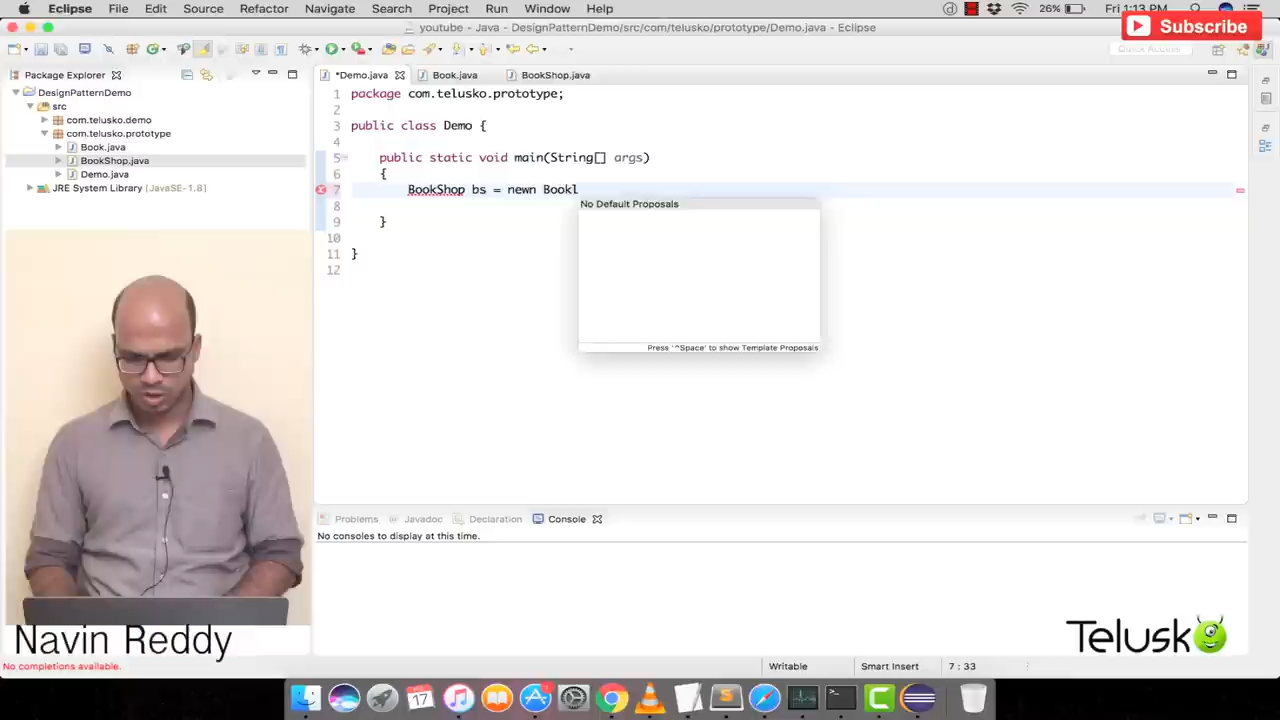 Eclipse File Edit Source Refactor Navigate Search Project Run Window Help
26% Fri 1:13 PM
Subscribe
youtube - Java - DesignPatternDemo/src/com/telusko/prototype/Demo.java - Eclipse
Quick Access
Package Explorer
*Demo.java Book.java BookShop.java
DesignPatternDemo
src
com.telusko.demo
com.telusko.prototype
Book.java
BookShop.java
Demo.java
JRE System Library [JavaSE-1.8]
1 package com.telusko.prototype;
2
3 public class Demo {
4
5 public static void main(String[] args)
6 {
7 BookShop bs = newn Bookl
8
9 }
10
11 }
12
No Default Proposals
Press '^Space' to show Template Proposals
Problems Javadoc Declaration Console
No consoles to display at this time.
Navin Reddy
Telusko
No completions available.
Writable Smart Insert 7 : 33
17